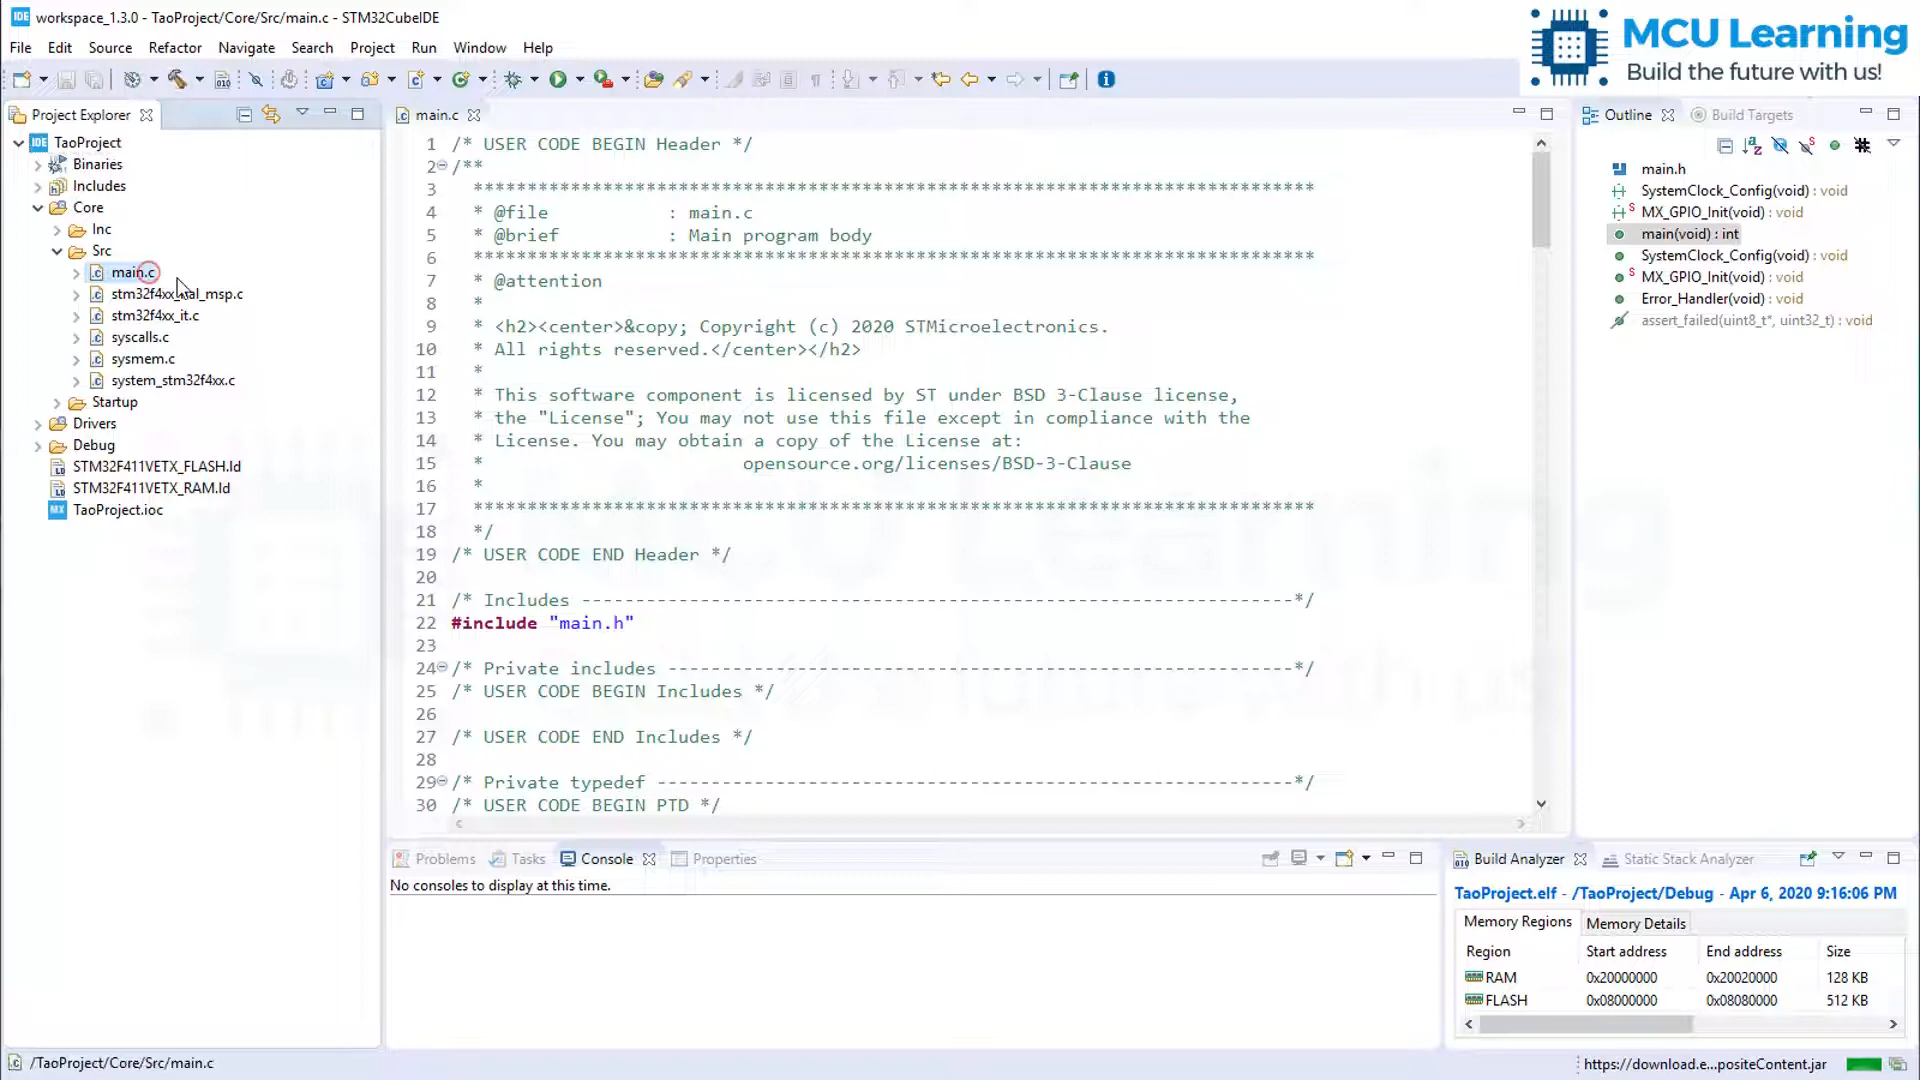 workspace_1.3.0 - TaoProject/Core/Src/main.c - STM32CubeIDE
File Edit Source Refactor Navigate Search Project Run Window Help
MCU Learning
Build the future with us!
Project Explorer
TaoProject
Binaries
Includes
Core
Inc
Src
main.c
stm32f4xx_hal_msp.c
stm32f4xx_it.c
syscalls.c
sysmem.c
system_stm32f4xx.c
Startup
Drivers
Debug
STM32F411VETX_FLASH.ld
STM32F411VETX_RAM.ld
TaoProject.ioc
main.c
1 /* USER CODE BEGIN Header */
2 /**
3 ******************************************************************************
4 * @file : main.c
5 * @brief : Main program body
6 ******************************************************************************
7 * @attention
8 *
9 * <h2><center>&copy; Copyright (c) 2020 STMicroelectronics.
10 * All rights reserved.</center></h2>
11 *
12 * This software component is licensed by ST under BSD 3-Clause license,
13 * the "License"; You may not use this file except in compliance with the
14 * License. You may obtain a copy of the License at:
15 * opensource.org/licenses/BSD-3-Clause
16 *
17 ******************************************************************************
18 */
19 /* USER CODE END Header */
20
21 /* Includes ------------------------------------------------------------------*/
22 #include "main.h"
23
24 /* Private includes ----------------------------------------------------------*/
25 /* USER CODE BEGIN Includes */
26
27 /* USER CODE END Includes */
28
29 /* Private typedef -----------------------------------------------------------*/
30 /* USER CODE BEGIN PTD */
Outline Build Targets
main.h
SystemClock_Config(void) : void
MX_GPIO_Init(void) : void
main(void) : int
SystemClock_Config(void) : void
MX_GPIO_Init(void) : void
Error_Handler(void) : void
assert_failed(uint8_t*, uint32_t) : void
Problems Tasks Console Properties
No consoles to display at this time.
Build Analyzer Static Stack Analyzer
TaoProject.elf - /TaoProject/Debug - Apr 6, 2020 9:16:06 PM
Memory Regions Memory Details
Region Start address End address Size
RAM 0x20000000 0x20020000 128 KB
FLASH 0x08000000 0x08080000 512 KB
/TaoProject/Core/Src/main.c
https://download.e...positeContent.jar
MCU Learning